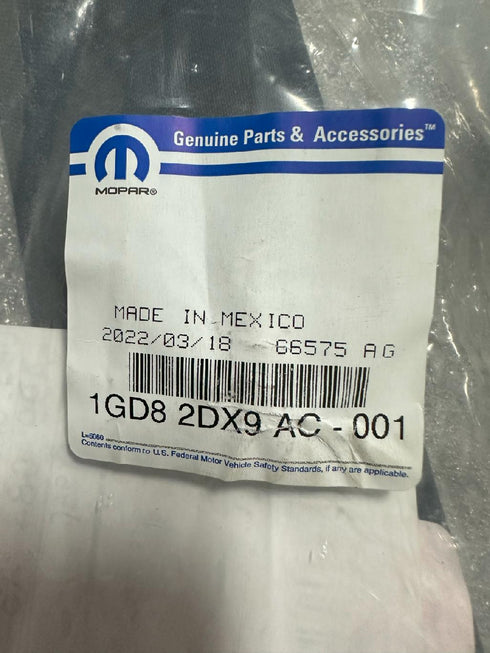 Genuine Parts & Accessories™
MOPAR®
MADE IN MEXICO
2022/03/18 66575 AG
1GD8 2DX9 AC - 001
L=5080
Contents conform to U.S. Federal Motor Vehicle Safety Standards, if any are applicable.